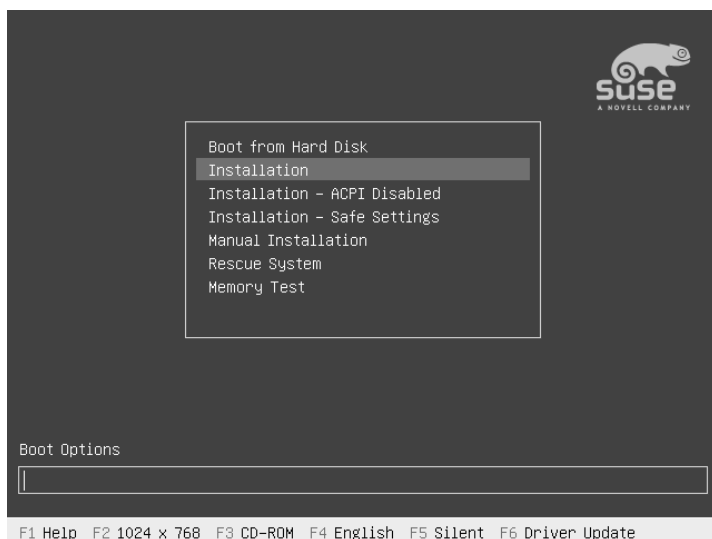 SUSE
A NOVELL COMPANY
Boot from Hard Disk
Installation
Installation - ACPI Disabled
Installation - Safe Settings
Manual Installation
Rescue System
Memory Test
Boot Options
F1 Help F2 1024 x 768 F3 CD-ROM F4 English F5 Silent F6 Driver Update